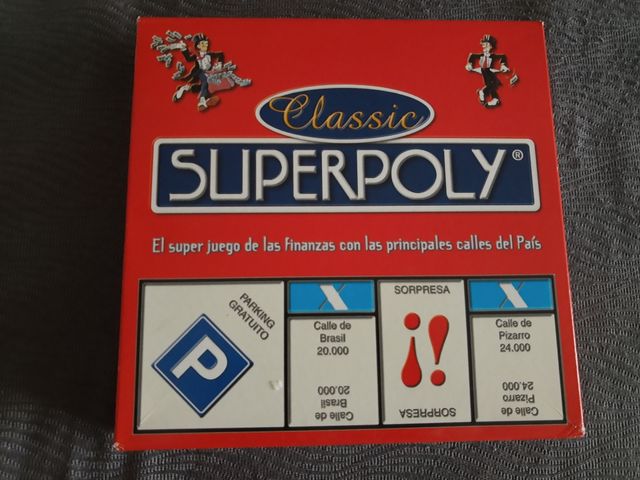 Classic
SUPERPOLY®
El super juego de las Finanzas con las principales calles del País
PARKING
GRATUITO
P
X
Calle de
Brasil
20.000
Calle de
Brasil
20.000
SORPRESA
¡!
SORPRESA
X
Calle de
Pizarro
24.000
Calle de
Pizarro
24.000